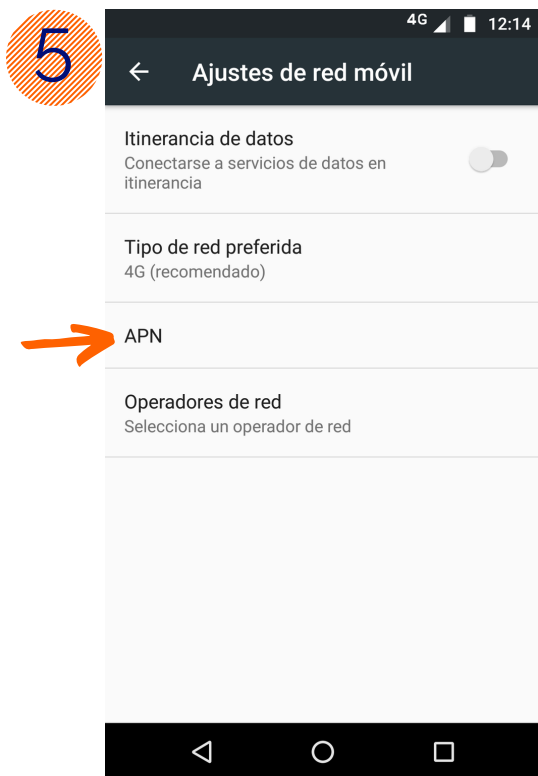 5
4G 12:14
Ajustes de red móvil
Itinerancia de datos
Conectarse a servicios de datos en
itinerancia
Tipo de red preferida
4G (recomendado)
APN
Operadores de red
Selecciona un operador de red